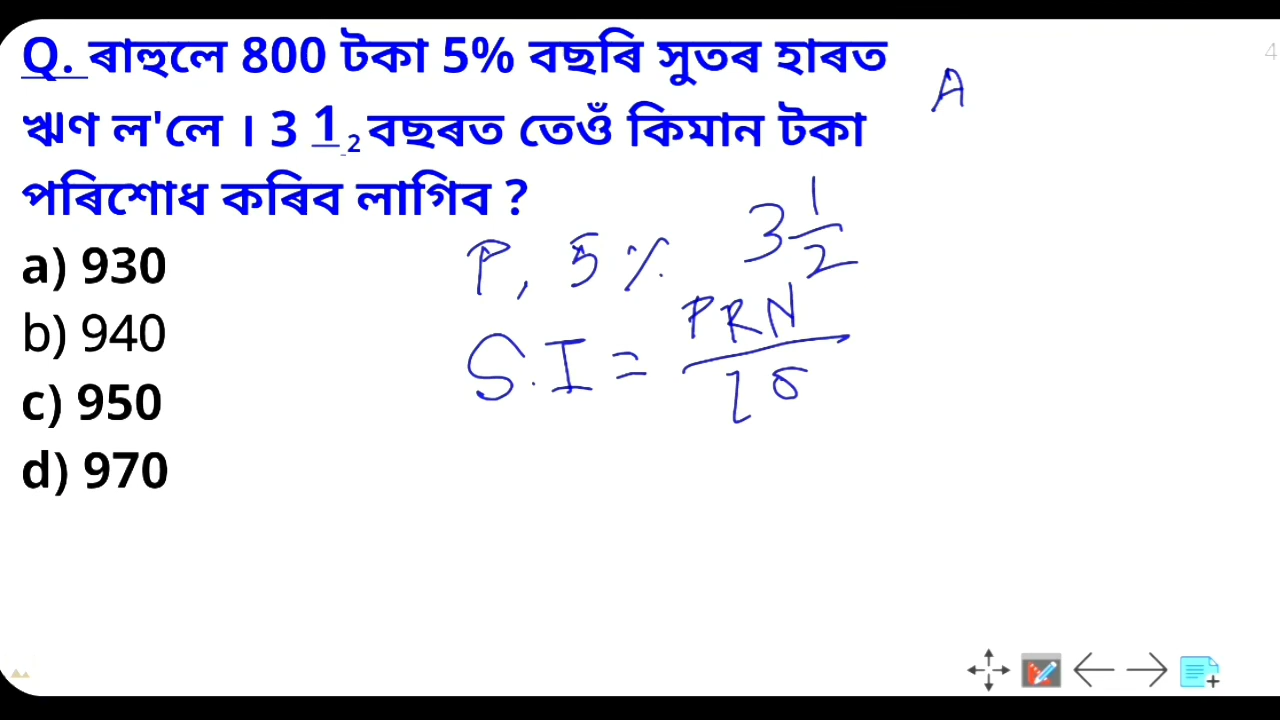 Q. ৰাহুলে 800 টকা 5% বছৰি সুতৰ হাৰত
ঋণ ল'লে । 3 1 2 বছৰত তেওঁ কিমান টকা
পৰিশোধ কৰিব লাগিব ?
a) 930
b) 940
c) 950
d) 970
A
P, 5 % 3 1/2
S.I = PRN
4